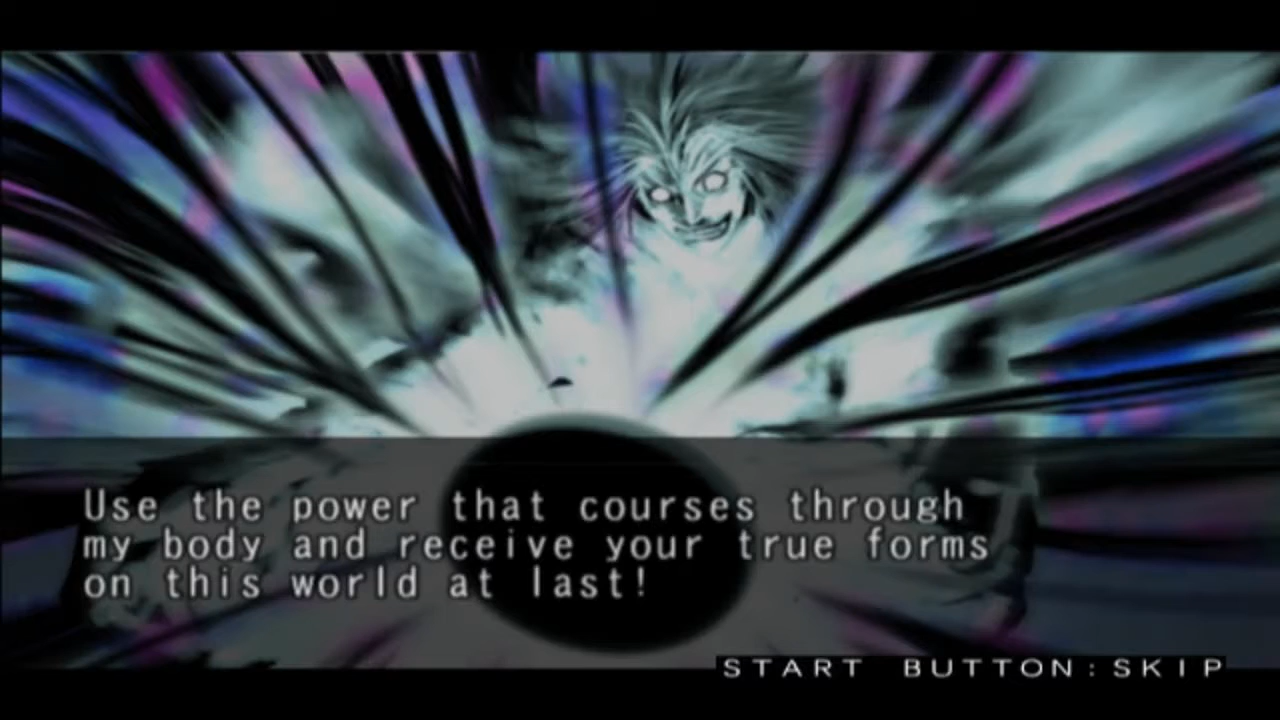 Use the power that courses through
my body and receive your true forms
on this world at last!
START BUTTON:SKIP